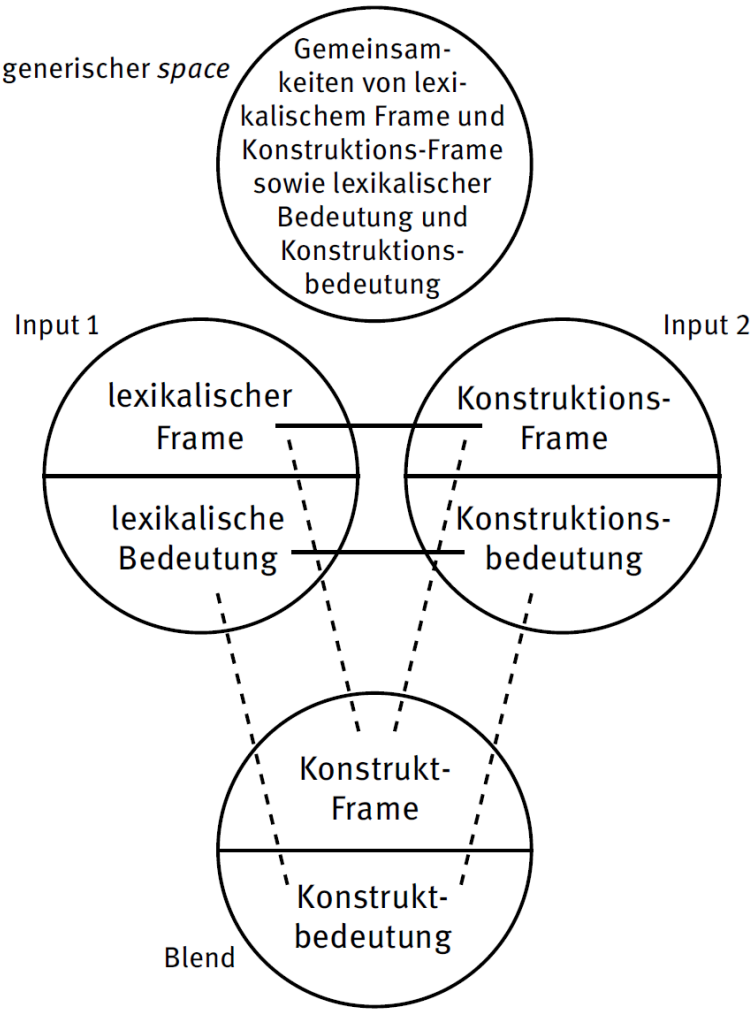 generischer space
Gemeinsam-
keiten von lexi-
kalischem Frame und
Konstruktions-Frame
sowie lexikalischer
Bedeutung und
Konstruktions-
bedeutung
Input 1
Input 2
lexikalischer
Frame
Konstruktions-
Frame
lexikalische
Bedeutung
Konstruktions-
bedeutung
Konstrukt-
Frame
Konstrukt-
bedeutung
Blend